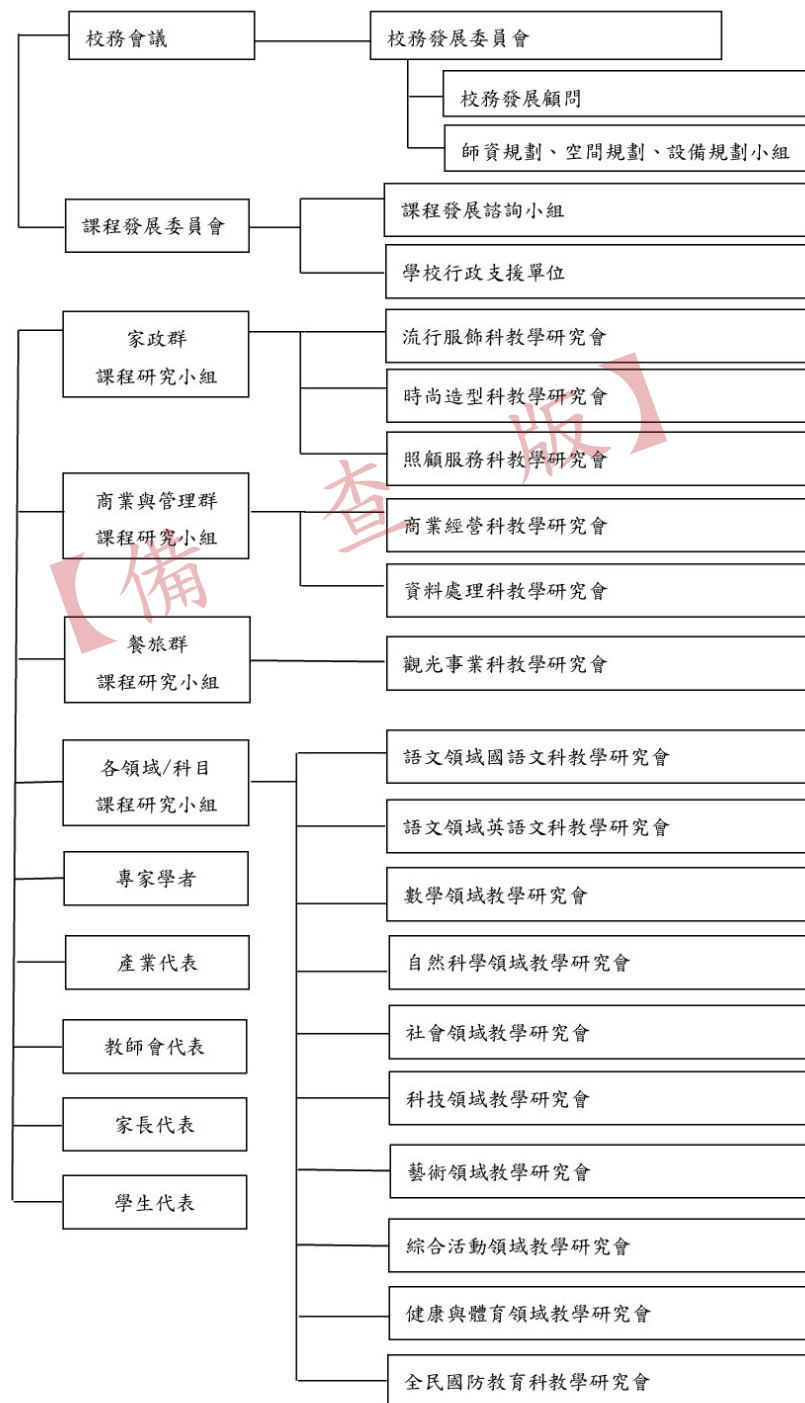 校務會議
校務發展委員會
校務發展顧問
師資規劃、空間規劃、設備規劃小組
課程發展委員會
課程發展諮詢小組
學校行政支援單位
家政群
課程研究小組
流行服飾科教學研究會
時尚造型科教學研究會
照顧服務科教學研究會
商業與管理群
課程研究小組
商業經營科教學研究會
資料處理科教學研究會
餐旅群
課程研究小組
觀光事業科教學研究會
各領域/科目
課程研究小組
語文領域國語文科教學研究會
語文領域英語文科教學研究會
數學領域教學研究會
自然科學領域教學研究會
社會領域教學研究會
科技領域教學研究會
藝術領域教學研究會
綜合活動領域教學研究會
健康與體育領域教學研究會
全民國防教育科教學研究會
專家學者
產業代表
教師會代表
家長代表
學生代表
【備查版】